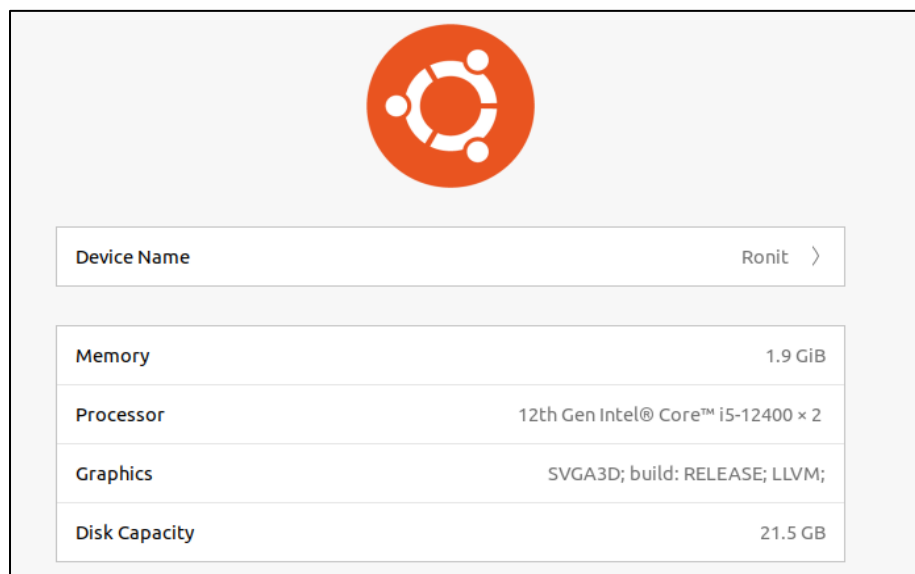 Device Name Ronit
Memory 1.9 GiB
Processor 12th Gen Intel® Core™ i5-12400 × 2
Graphics SVGA3D; build: RELEASE; LLVM;
Disk Capacity 21.5 GB